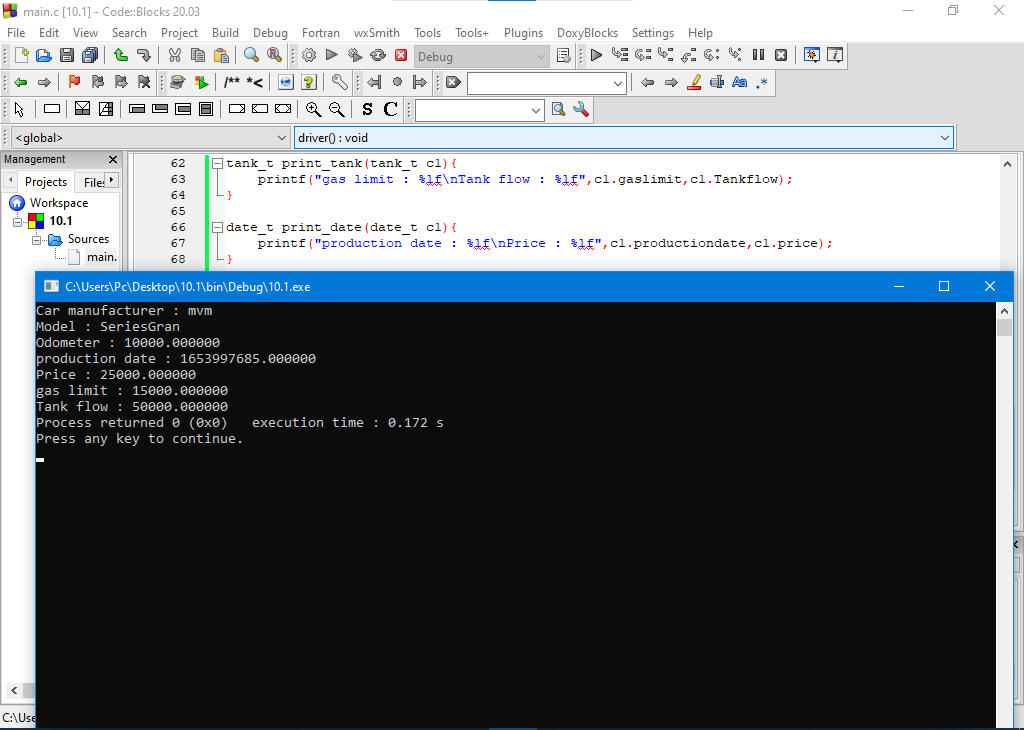 main.c [10.1] - Code::Blocks 20.03
File Edit View Search Project Build Debug Fortran wxSmith Tools Tools+ Plugins DoxyBlocks Settings Help
Debug
/** *<
S C
Aa .*
<global>
driver() : void
Management
Projects
Files
Workspace
10.1
Sources
main.
62 tank_t print_tank(tank_t cl){
63 printf("gas limit : %lf\nTank flow : %lf",cl.gaslimit,cl.Tankflow);
64 }
65
66 date_t print_date(date_t cl){
67 printf("production date : %lf\nPrice : %lf",cl.productiondate,cl.price);
68 }
C:\Users\Pc\Desktop\10.1\bin\Debug\10.1.exe
Car manufacturer : mvm
Model : SeriesGran
Odometer : 10000.000000
production date : 1653997685.000000
Price : 25000.000000
gas limit : 15000.000000
Tank flow : 50000.000000
Process returned 0 (0x0)   execution time : 0.172 s
Press any key to continue.
C:\Use